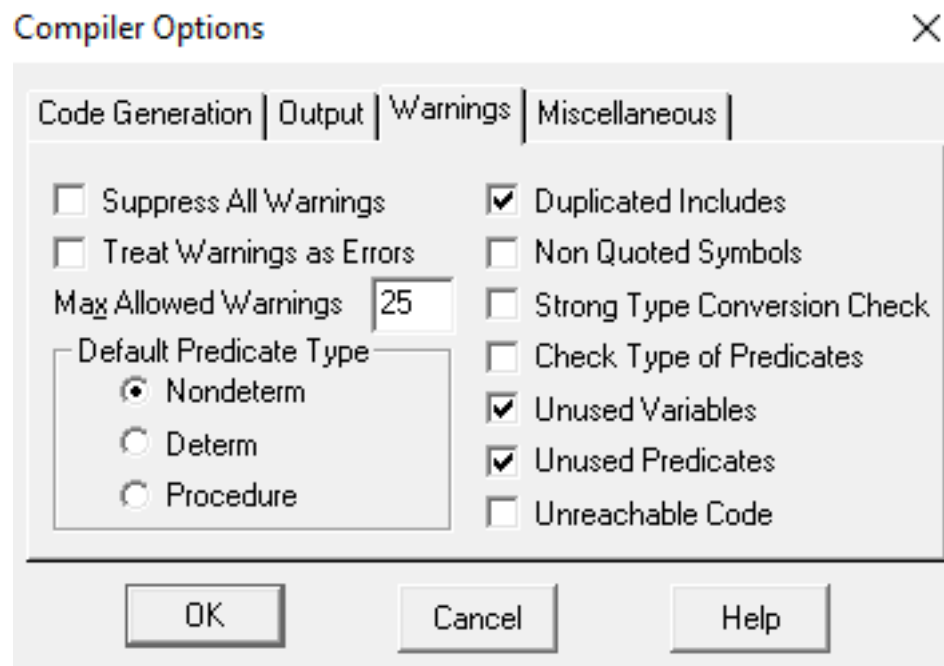 Compiler Options
Code Generation
Output
Warnings
Miscellaneous
Suppress All Warnings
Treat Warnings as Errors
Max Allowed Warnings 25
Default Predicate Type
Nondeterm
Determ
Procedure
Duplicated Includes
Non Quoted Symbols
Strong Type Conversion Check
Check Type of Predicates
Unused Variables
Unused Predicates
Unreachable Code
OK
Cancel
Help